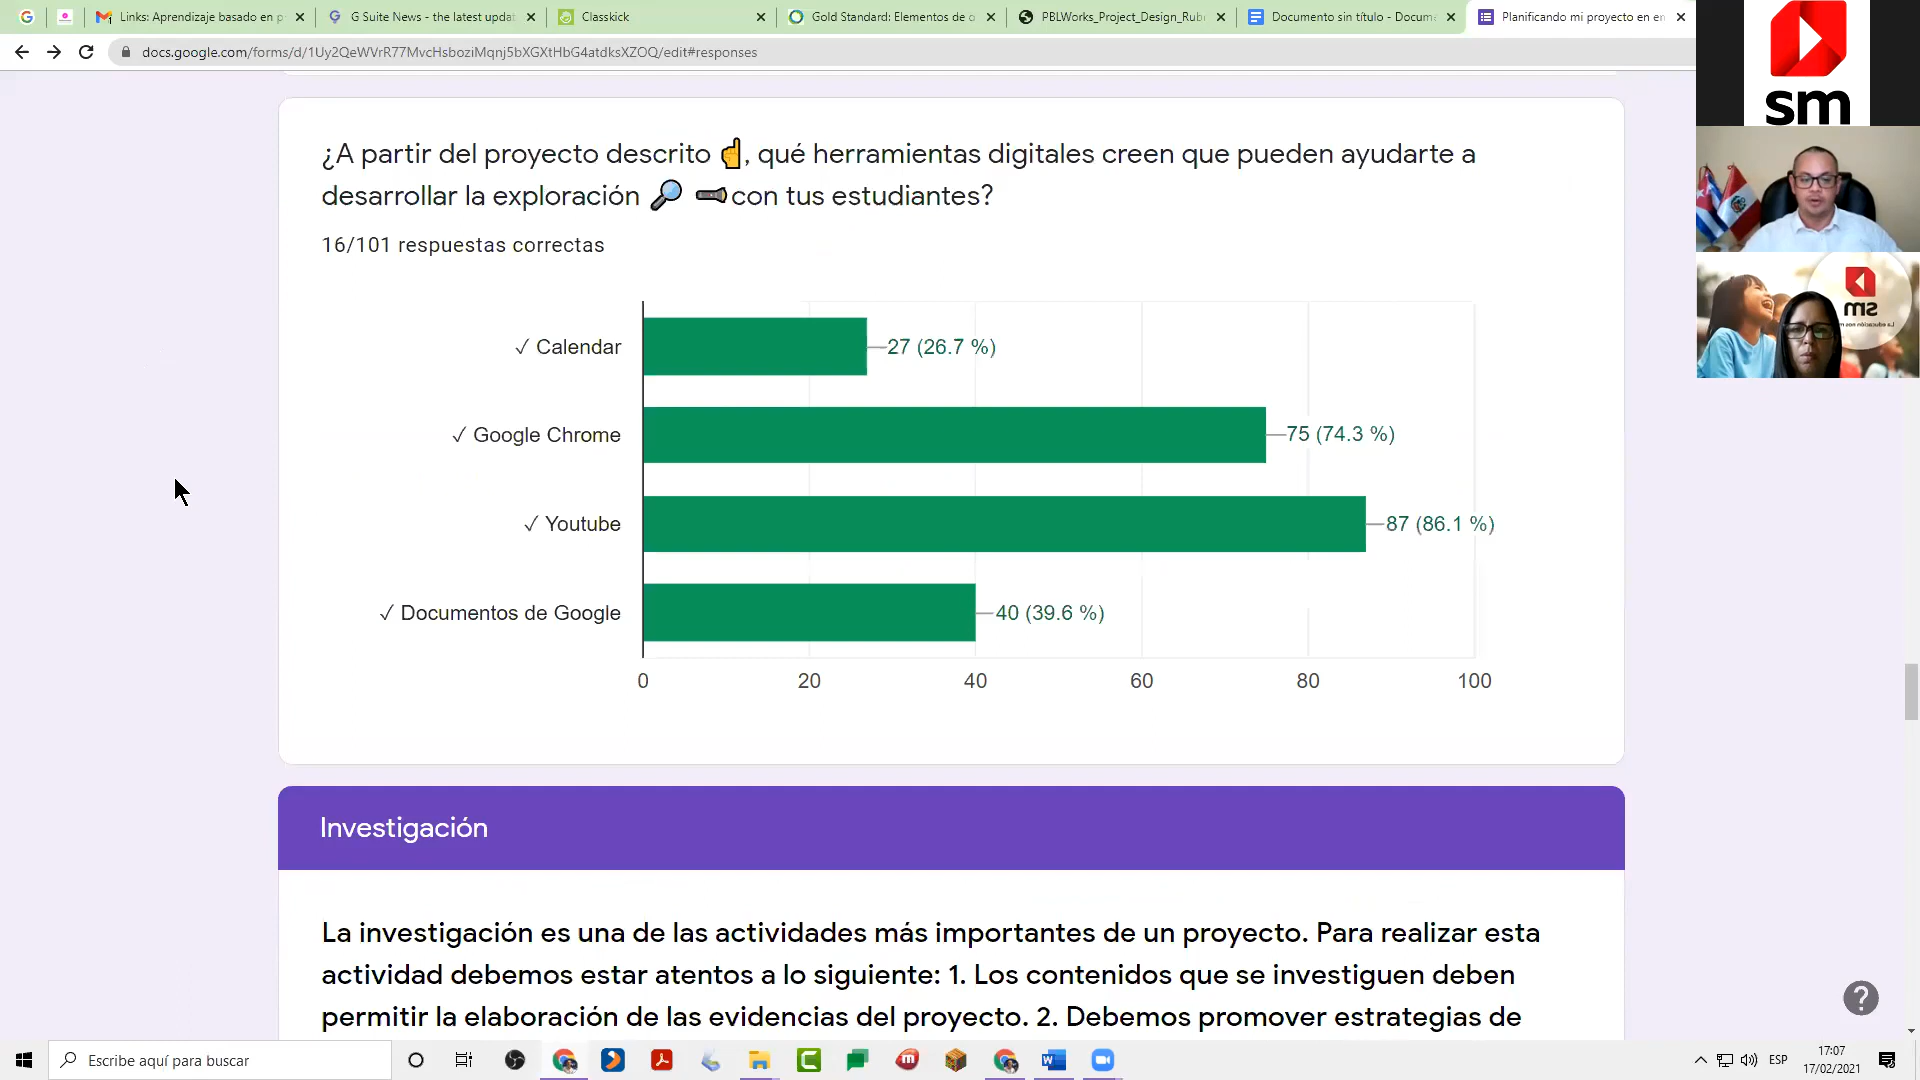 Links: Aprendizaje basado en p
G Suite News - the latest updat
Classkick
Gold Standard: Elementos de
PBLWorks_Project_Design_Rub
Documento sin título - Docum
Planificando mi proyecto en en
docs.google.com/forms/d/1Uy2QeWVrR77MvcHsboziMqnj5bXGXtHbG4atdksXZOQ/edit#responses
sm
¿A partir del proyecto descrito ☝, qué herramientas digitales creen que pueden ayudarte a
desarrollar la exploración 🔎 🔦con tus estudiantes?
16/101 respuestas correctas
✓ Calendar
27 (26.7 %)
✓ Google Chrome
75 (74.3 %)
✓ Youtube
87 (86.1 %)
✓ Documentos de Google
40 (39.6 %)
0 20 40 60 80 100
sm
Investigación
La investigación es una de las actividades más importantes de un proyecto. Para realizar esta
actividad debemos estar atentos a lo siguiente: 1. Los contenidos que se investiguen deben
permitir la elaboración de las evidencias del proyecto. 2. Debemos promover estrategias de
Escribe aquí para buscar
ESP
17:07
17/02/2021